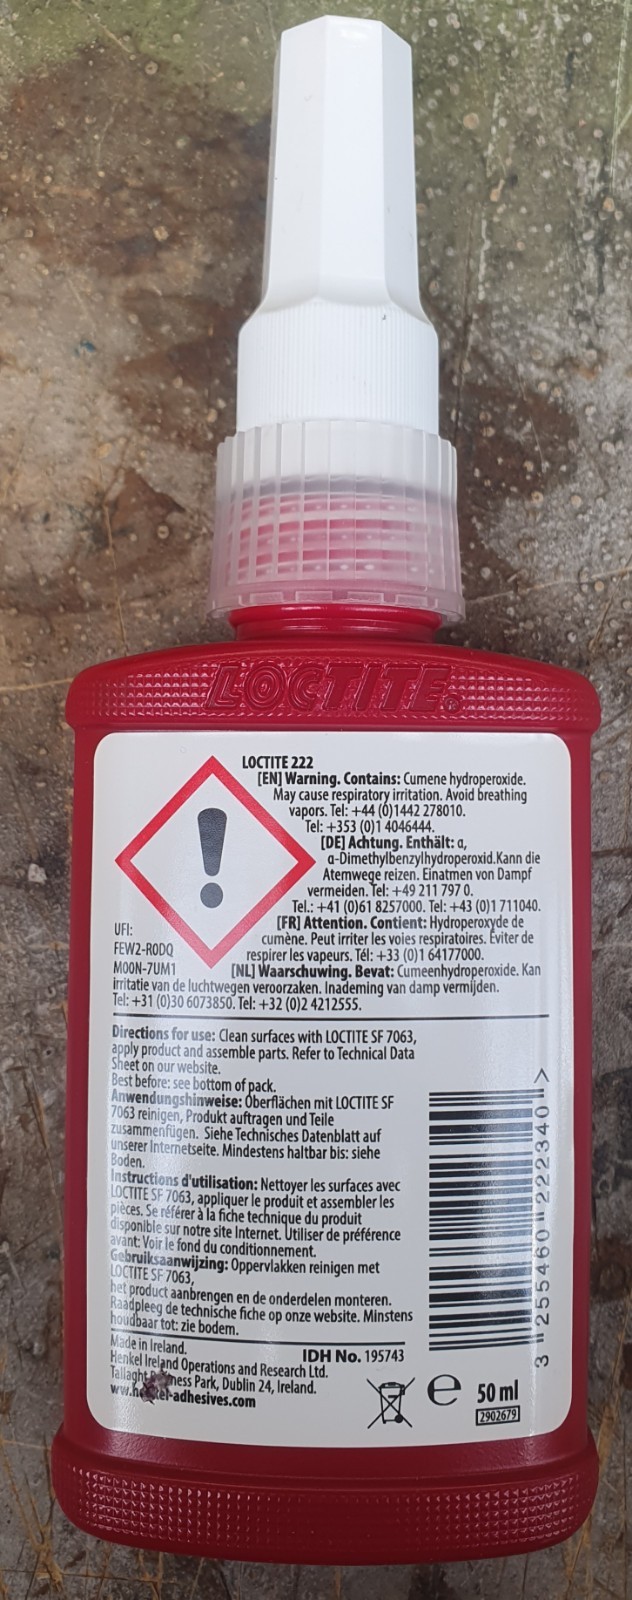 LOCTITE®
LOCTITE 222
[EN] Warning. Contains: Cumene hydroperoxide.
May cause respiratory irritation. Avoid breathing
vapors. Tel: +44 (0)1442 278010.
Tel: +353 (0)1 4046444.
[DE] Achtung. Enthält: α,
α-Dimethylbenzylhydroperoxid.Kann die
Atemwege reizen. Einatmen von Dampf
vermeiden. Tel: +49 211 797 0.
Tel.: +41 (0)61 8257000. Tel: +43 (0)1 711040.
[FR] Attention. Contient: Hydroperoxyde de
cumène. Peut irriter les voies respiratoires. Éviter de
respirer les vapeurs. Tél: +33 (0)1 64177000.
[NL] Waarschuwing. Bevat: Cumeenhydroperoxide. Kan
irritatie van de luchtwegen veroorzaken. Inademing van damp vermijden.
Tel: +31 (0)30 6073850. Tel: +32 (0)2 4212555.
UFI:
FEW2-R0DQ
M00N-7UM1
Directions for use: Clean surfaces with LOCTITE SF 7063,
apply product and assemble parts. Refer to Technical Data
Sheet on our website.
Best before: see bottom of pack.
Anwendungshinweise: Oberflächen mit LOCTITE SF
7063 reinigen, Produkt auftragen und Teile
zusammenfügen. Siehe Technisches Datenblatt auf
unserer Internetseite. Mindestens haltbar bis: siehe
Boden.
Instructions d'utilisation: Nettoyer les surfaces avec
LOCTITE SF 7063, appliquer le produit et assembler les
pièces. Se référer à la fiche technique du produit
disponible sur notre site Internet. Utiliser de préférence
avant: Voir le fond du conditionnement.
Gebruiksaanwijzing: Oppervlakken reinigen met
LOCTITE SF 7063,
het product aanbrengen en de onderdelen monteren.
Raadpleeg de technische fiche op onze website. Minstens
houdbaar tot: zie bodem.
Made in Ireland.
Henkel Ireland Operations and Research Ltd.
Tallaght Park, Dublin 24, Ireland.
IDH No. 195743
℮ 50 ml
2902679
3 255460 222340 >